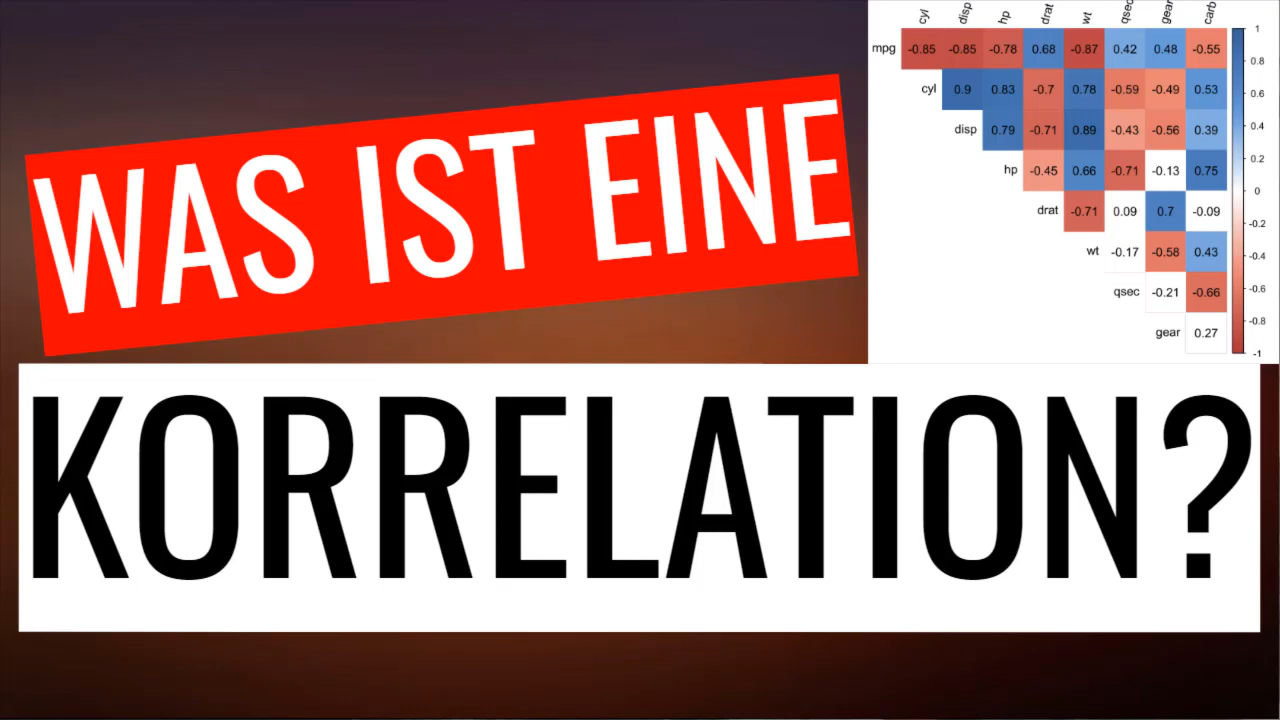 WAS IST EINE
KORRELATION?
cyl disp hp drat wt qsec gear carb
mpg -0.85 -0.85 -0.78 0.68 -0.87 0.42 0.48 -0.55
cyl 0.9 0.83 -0.7 0.78 -0.59 -0.49 0.53
disp 0.79 -0.71 0.89 -0.43 -0.56 0.39
hp -0.45 0.66 -0.71 -0.13 0.75
drat -0.71 0.09 0.7 -0.09
wt -0.17 -0.58 0.43
qsec -0.21 -0.66
gear 0.27
1
0.8
0.6
0.4
0.2
0
-0.2
-0.4
-0.6
-0.8
-1